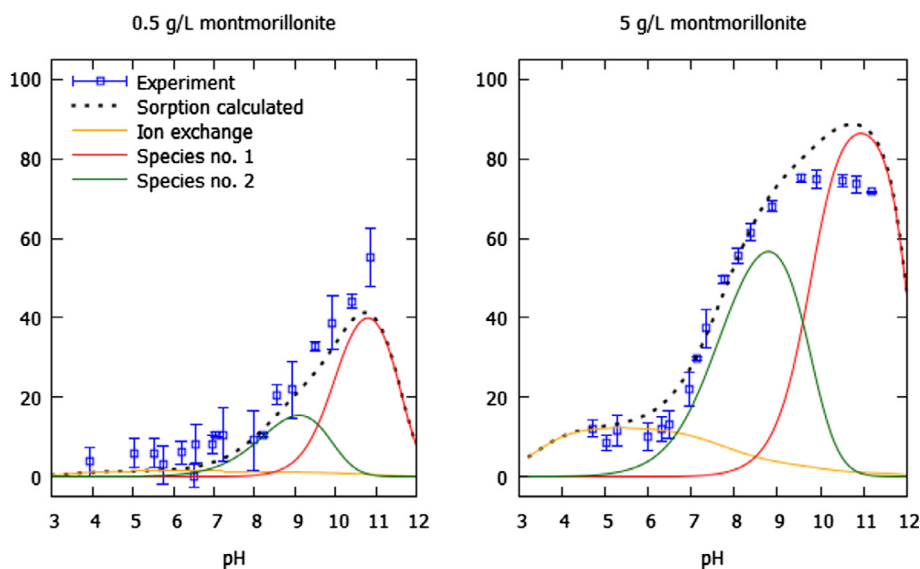 0.5 g/L montmorillonite
5 g/L montmorillonite
100
80
60
40
20
0
Experiment
Sorption calculated
Ion exchange
Species no. 1
Species no. 2
3 4 5 6 7 8 9 10 11 12
pH
100
80
60
40
20
0
3 4 5 6 7 8 9 10 11 12
pH